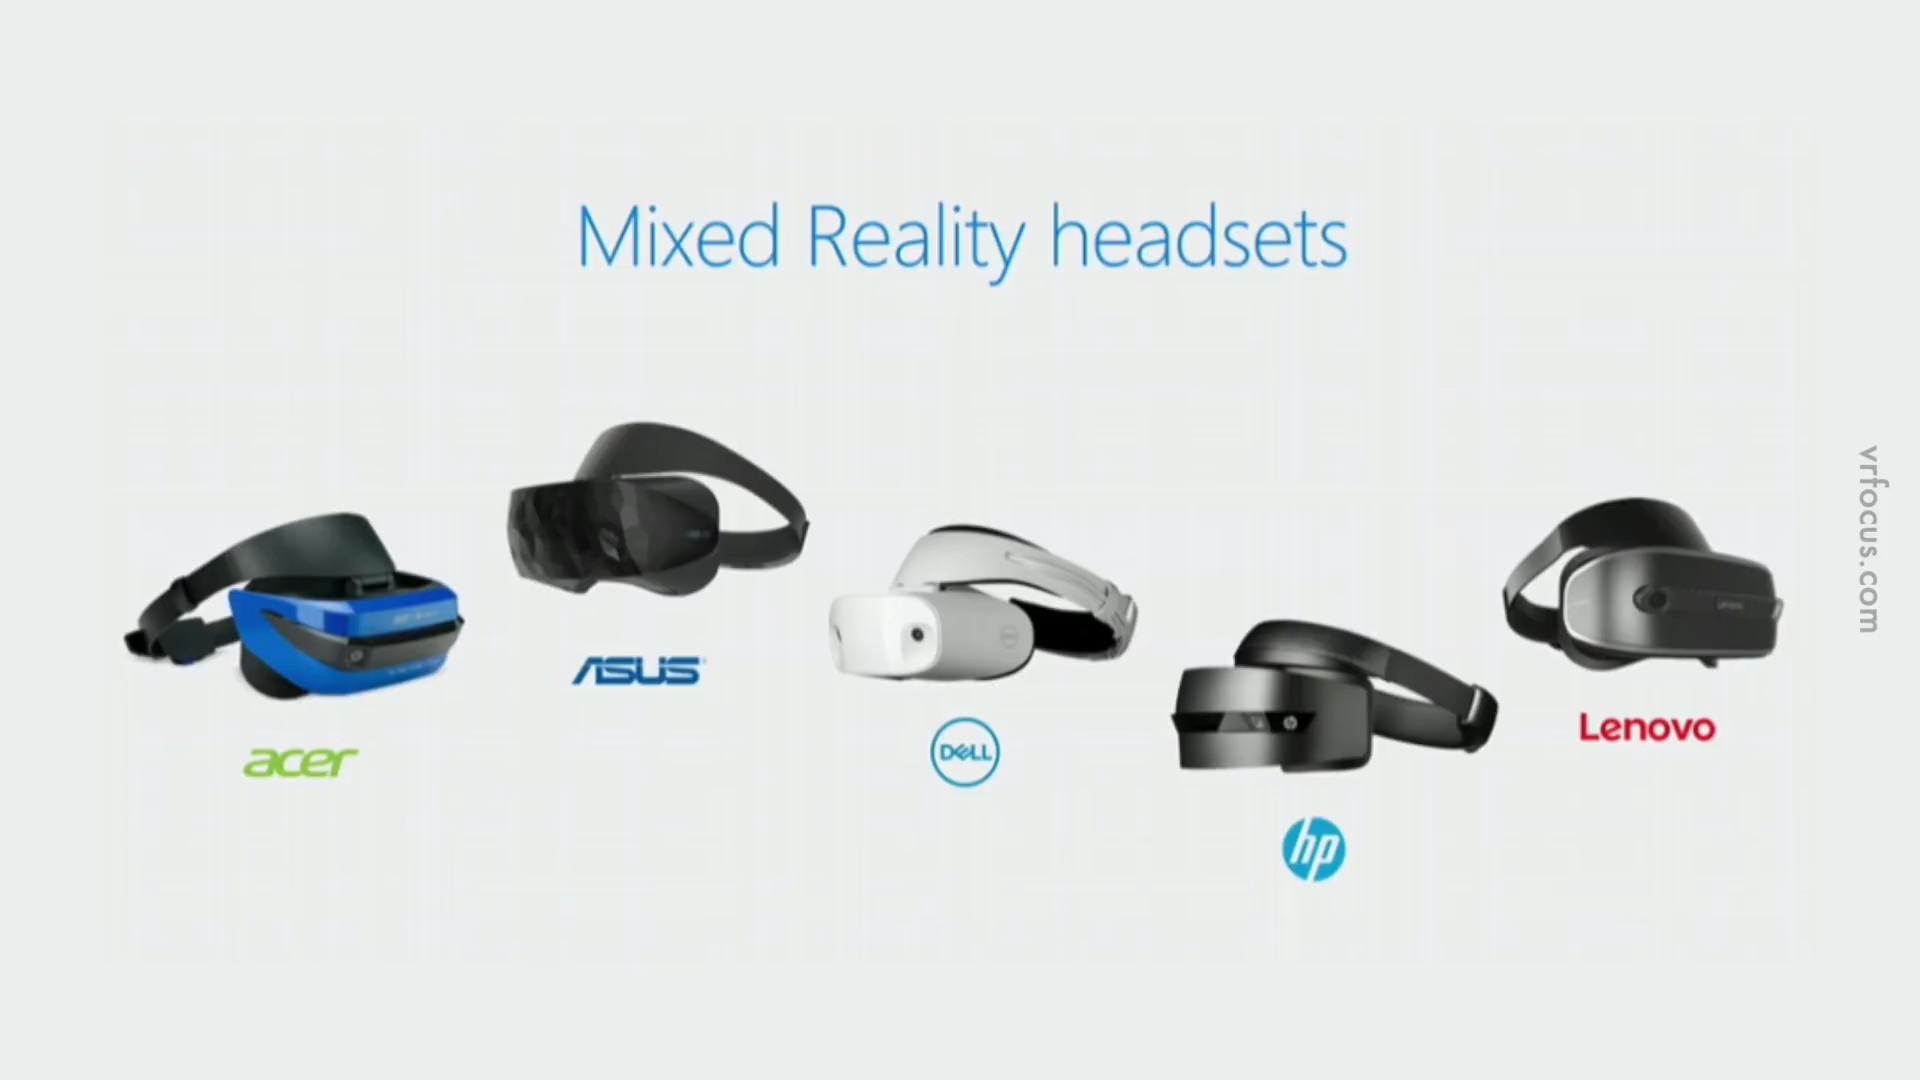 Mixed Reality headsets
acer
ASUS
DELL
hp
Lenovo
vrfocus.com